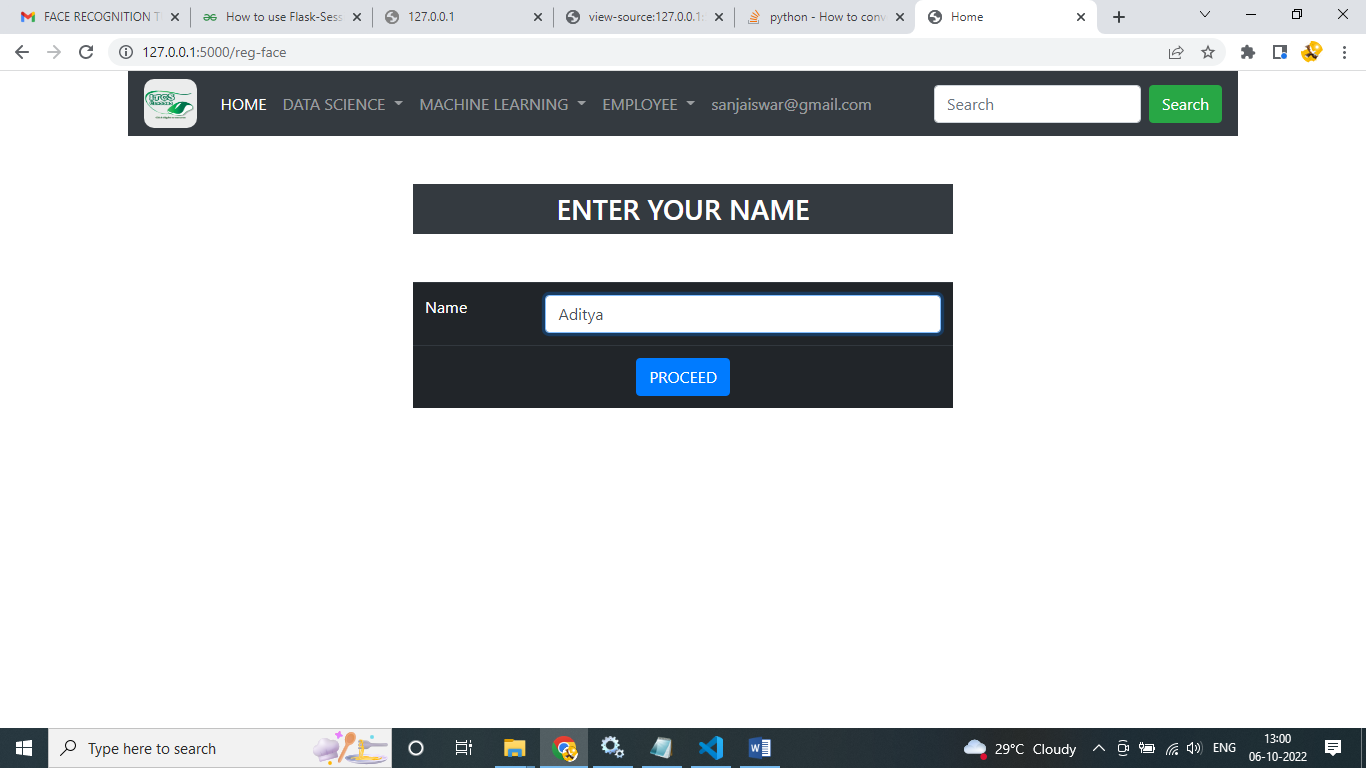 FACE RECOGNITION T
How to use Flask-Sess
127.0.0.1
view-source:127.0.0.1:
python - How to conv
Home
127.0.0.1:5000/reg-face
HOME DATA SCIENCE MACHINE LEARNING EMPLOYEE sanjaiswar@gmail.com Search Search
ENTER YOUR NAME
Name Aditya
PROCEED
Type here to search
29°C Cloudy
ENG
13:00
06-10-2022